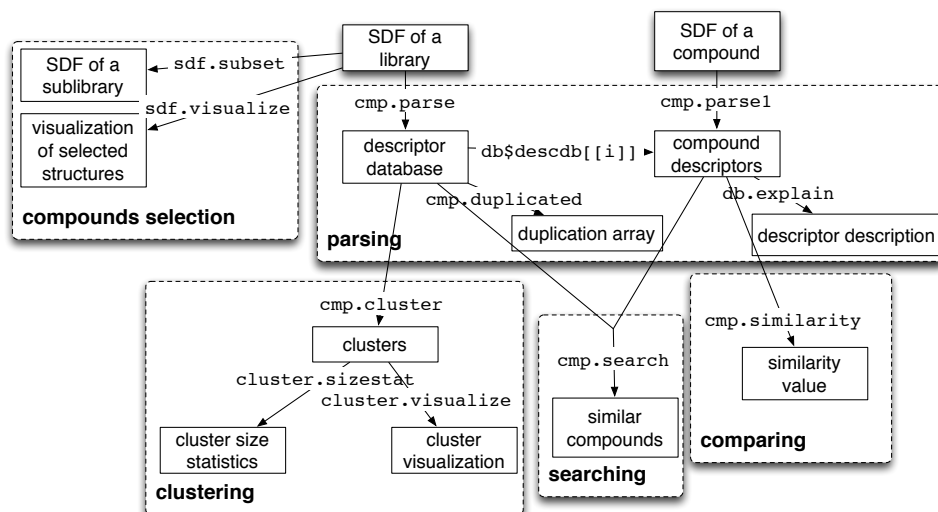 SDF of a
library
SDF of a
compound
SDF of a
sublibrary
sdf.subset
sdf.visualize
visualization
of selected
structures
compounds selection
cmp.parse
cmp.parse1
descriptor
database
db$descdb[[i]]
compound
descriptors
cmp.duplicated
db.explain
duplication array
descriptor description
parsing
cmp.cluster
clusters
cluster.sizestat
cluster.visualize
cluster size
statistics
cluster
visualization
clustering
cmp.search
similar
compounds
searching
cmp.similarity
similarity
value
comparing